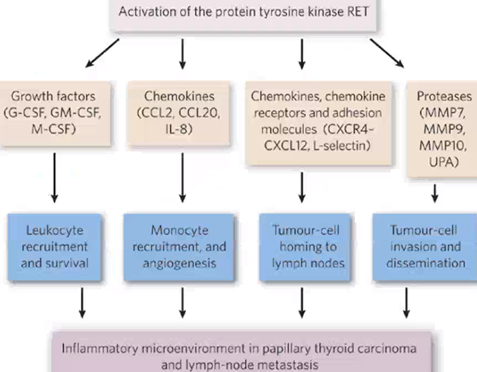 Activation of the protein tyrosine kinase RET
Growth factors
(G-CSF, GM-CSF,
M-CSF)
Chemokines
(CCL2, CCL20,
IL-8)
Chemokines, chemokine
receptors and adhesion
molecules (CXCR4–
CXCL12, L-selectin)
Proteases
(MMP7,
MMP9,
MMP10,
UPA)
Leukocyte
recruitment
and survival
Monocyte
recruitment, and
angiogenesis
Tumour-cell
homing to
lymph nodes
Tumour-cell
invasion and
dissemination
Inflammatory microenvironment in papillary thyroid carcinoma
and lymph-node metastasis